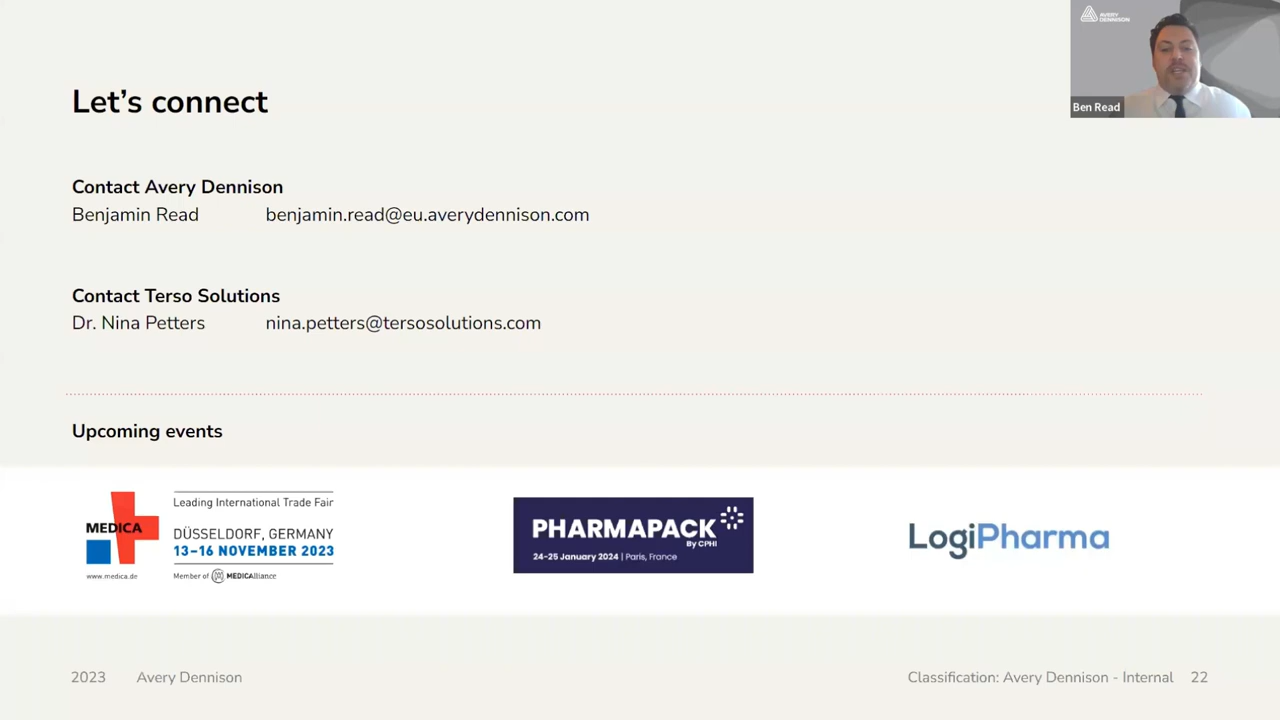 AVERY
DENNISON
Ben Read
Let's connect
Contact Avery Dennison
Benjamin Read benjamin.read@eu.averydennison.com
Contact Terso Solutions
Dr. Nina Petters nina.petters@tersosolutions.com
Upcoming events
MEDICA
www.medica.de
Leading International Trade Fair
DÜSSELDORF, GERMANY
13–16 NOVEMBER 2023
Member of MEDICAlliance
PHARMAPACK
By CPHI
24-25 January 2024 | Paris, France
LogiPharma
2023 Avery Dennison
Classification: Avery Dennison - Internal 22